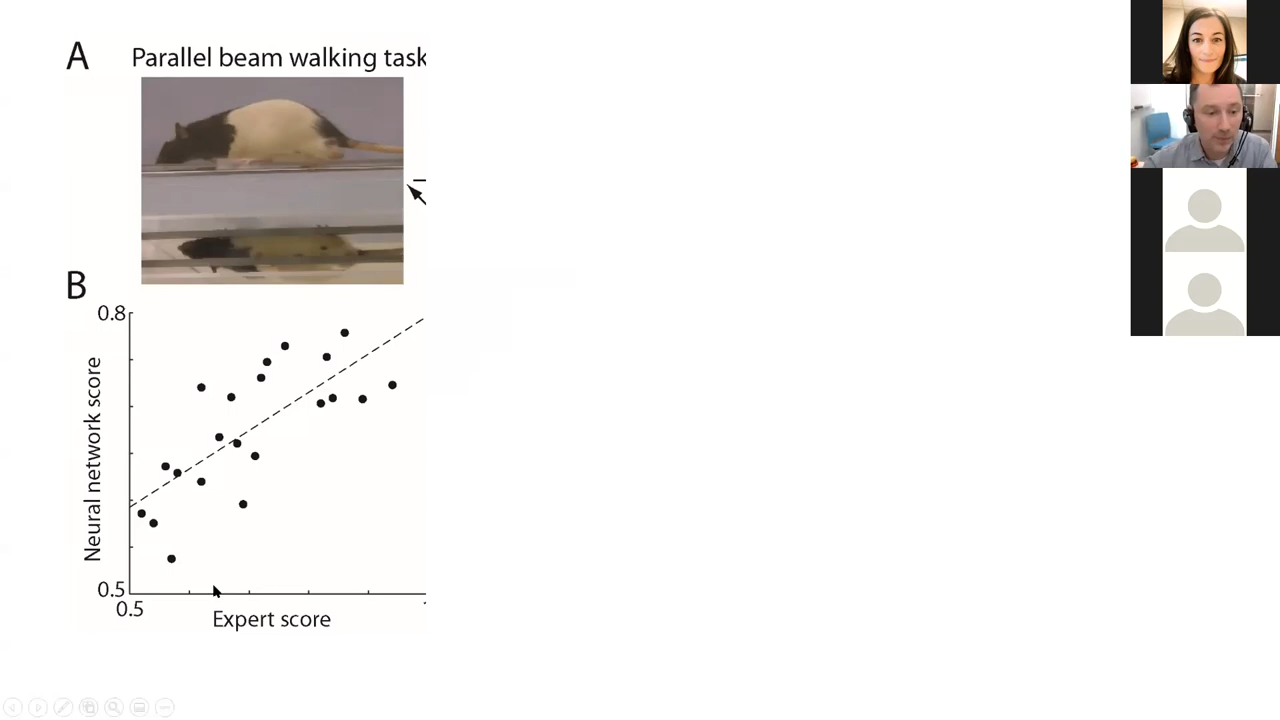 A
Parallel beam walking task
B
0.8
Neural network score
0.5
0.5
Expert score